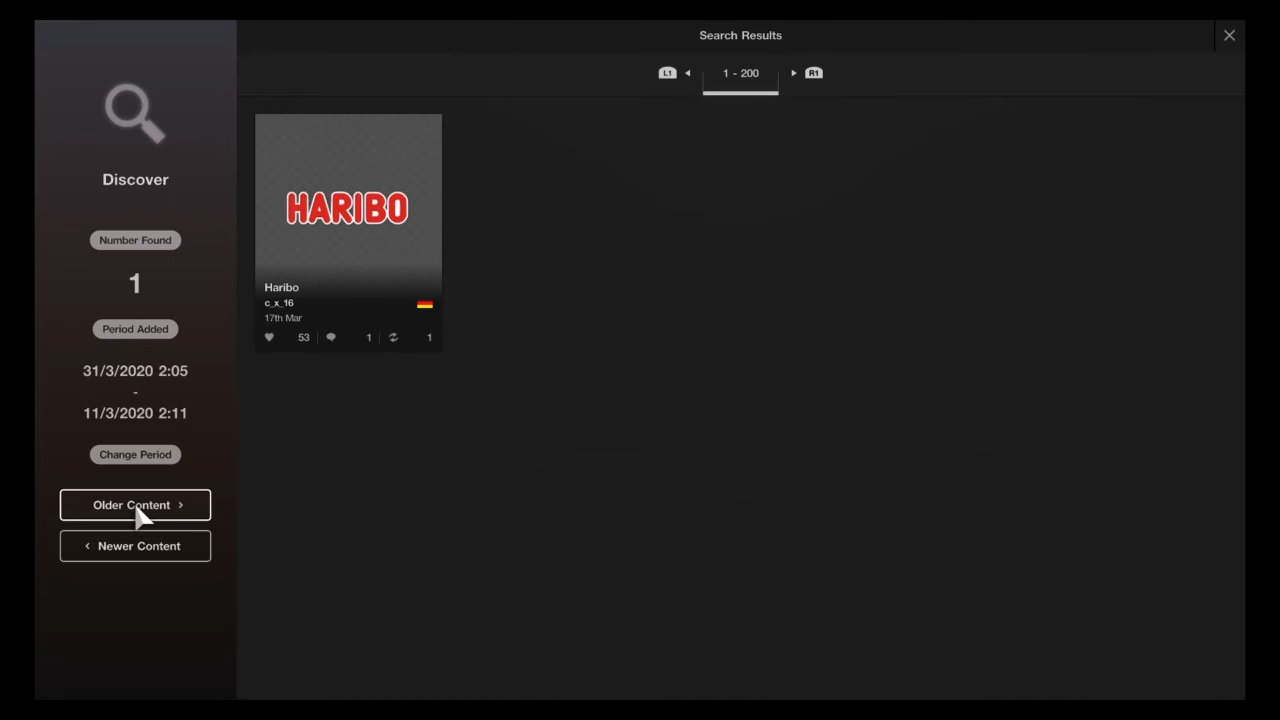 Search Results
L1
1 - 200
R1
Discover
Number Found
1
Period Added
31/3/2020 2:05
-
11/3/2020 2:11
Change Period
Older Content
Newer Content
HARIBO
Haribo
c_x_16
17th Mar
53 1 1